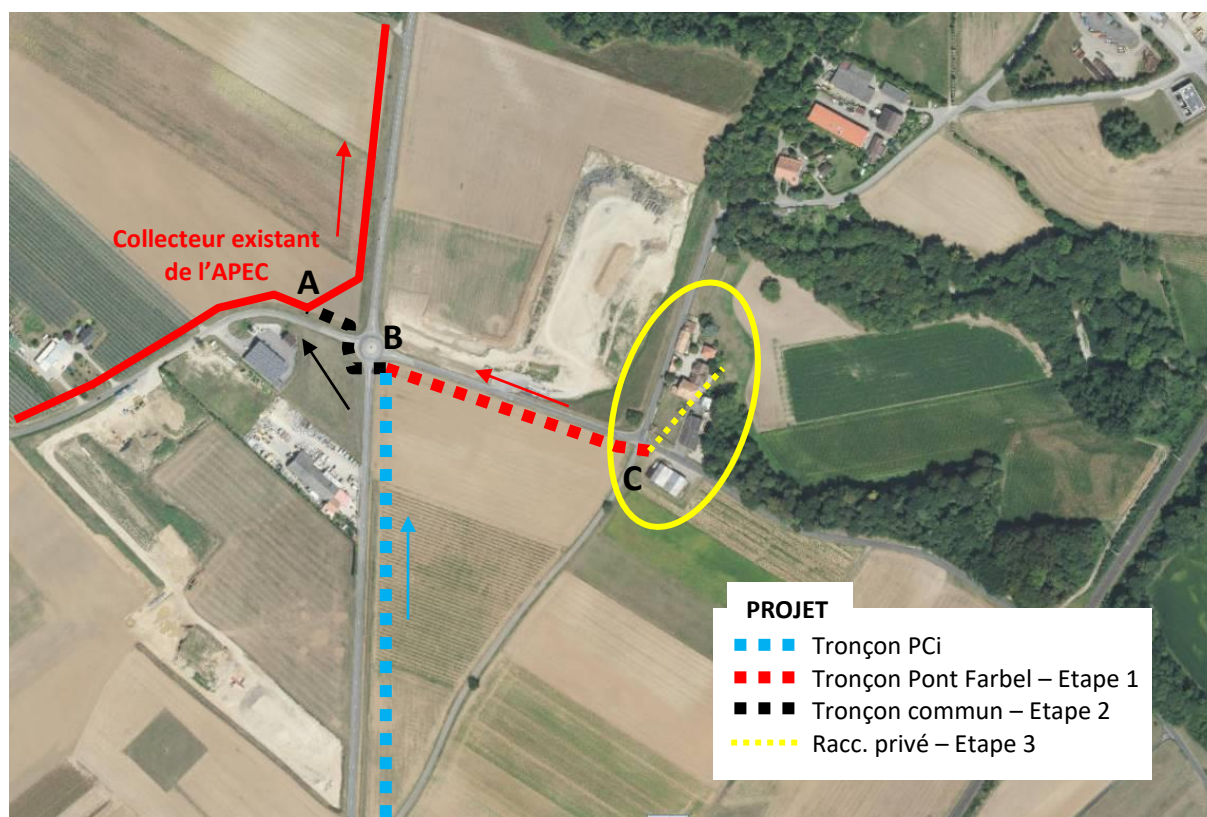 Collecteur existant
de l’APEC
A
B
C
PROJET
Tronçon PCi
Tronçon Pont Farbel – Etape 1
Tronçon commun – Etape 2
Racc. privé – Etape 3